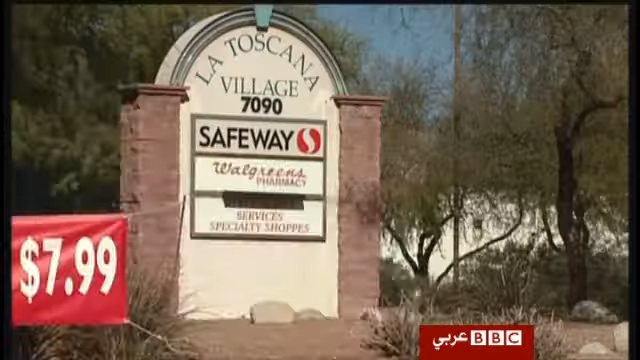 LA TOSCANA
VILLAGE
7090
SAFEWAY
Walgreens
PHARMACY
SERVICES
SPECIALTY SHOPPES
$7.99
عربي BBC